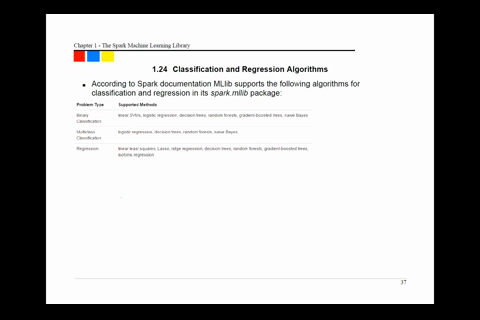 Chapter 1 - The Spark Machine Learning Library
1.24 Classification and Regression Algorithms
According to Spark documentation MLlib supports the following algorithms for
classification and regression in its spark.mllib package:
Problem Type Supported Methods
Binary linear SVMs, logistic regression, decision trees, random forests, gradient-boosted trees, naive Bayes
Classification
Multiclass logistic regression, decision trees, random forests, naive Bayes
Classification
Regression linear least squares, Lasso, ridge regression, decision trees, random forests, gradient-boosted trees,
isotonic regression
37